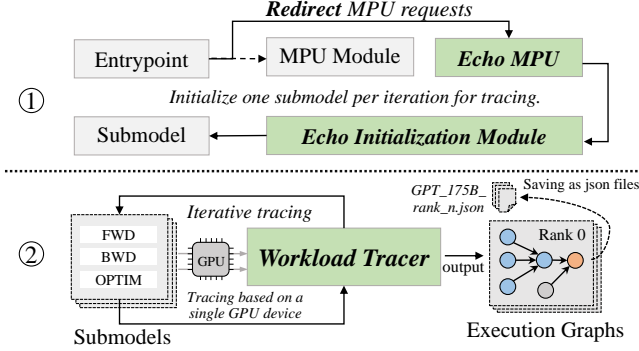 Redirect MPU requests
Entrypoint
MPU Module
Echo MPU
①
Initialize one submodel per iteration for tracing.
Submodel
Echo Initialization Module
②
GPT_175B_
rank_n.json
Saving as json files
Iterative tracing
FWD
BWD
OPTIM
GPU
Workload Tracer
output
Rank 0
Tracing based on a
single GPU device
Submodels
Execution Graphs